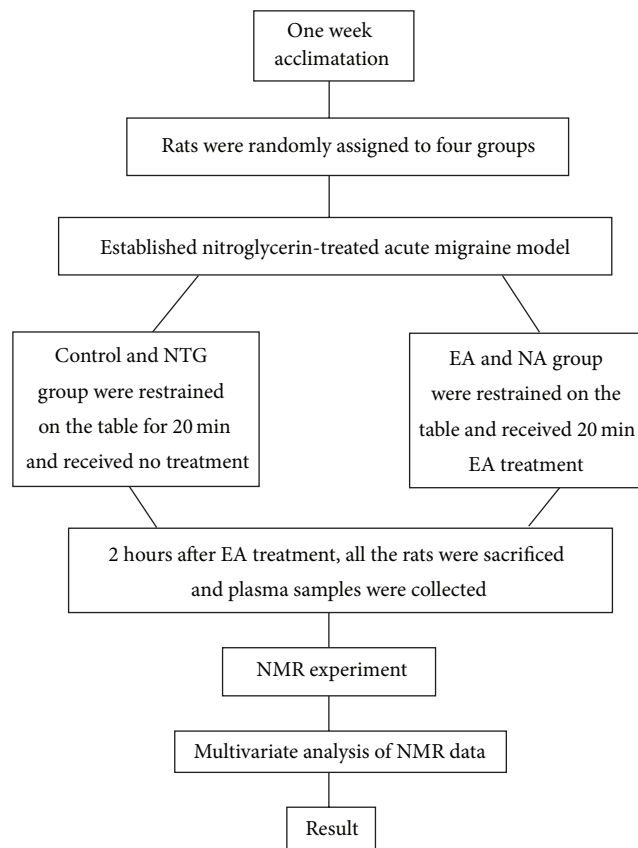 One week
acclimatation
Rats were randomly assigned to four groups
Established nitroglycerin-treated acute migraine model
Control and NTG
group were restrained
on the table for 20 min
and received no treatment
EA and NA group
were restrained on the
table and received 20 min
EA treatment
2 hours after EA treatment, all the rats were sacrificed
and plasma samples were collected
NMR experiment
Multivariate analysis of NMR data
Result